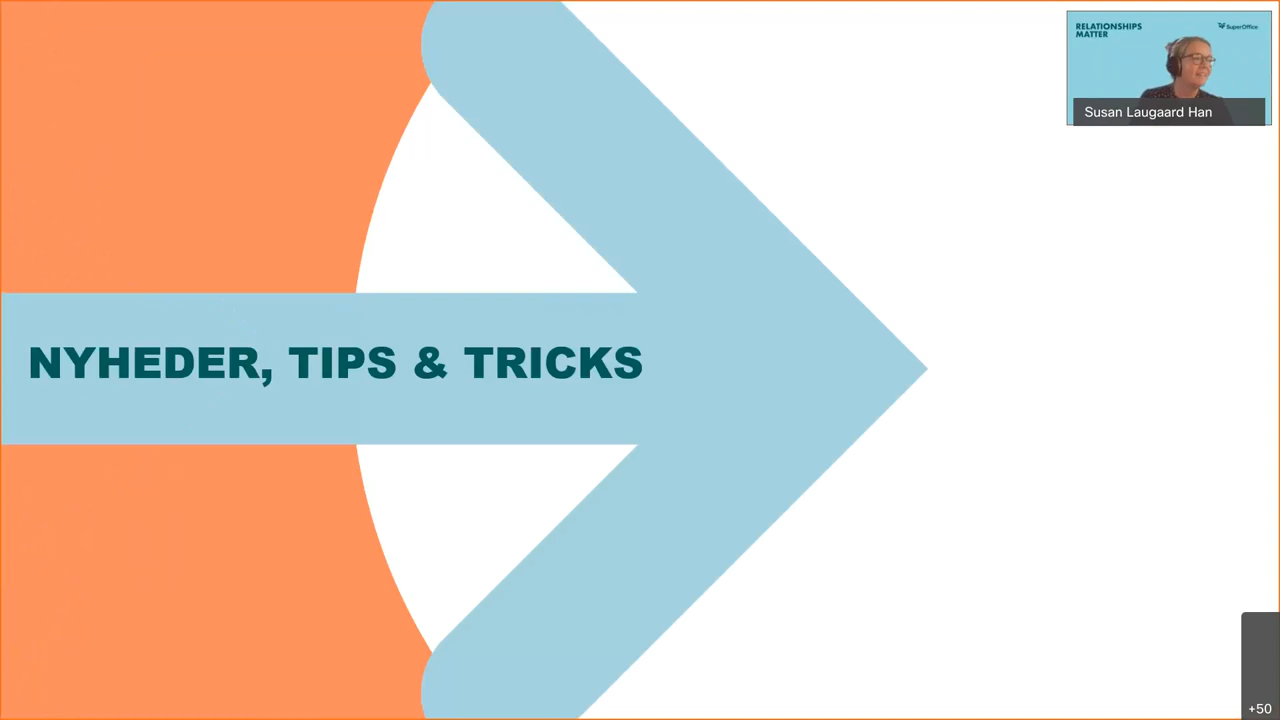 RELATIONSHIPS
MATTER
SuperOffice
Susan Laugaard Han
NYHEDER, TIPS & TRICKS
+50